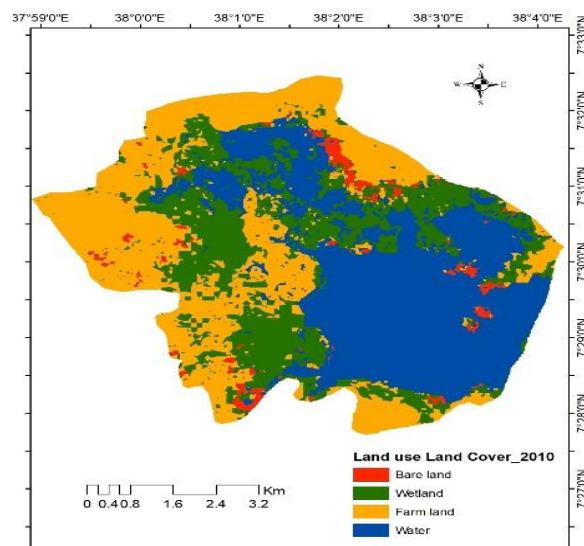 37°59'0"E 38°0'0"E 38°1'0"E 38°2'0"E 38°3'0"E 38°4'0"E
7°33'0"N
N
W E
S
7°32'0"N
7°31'0"N
7°30'0"N
7°29'0"N
7°28'0"N
7°27'0"N
Land use Land Cover_2010
Bare land
Wetland
Farm land
Water
Km
0 0.4 0.8 1.6 2.4 3.2